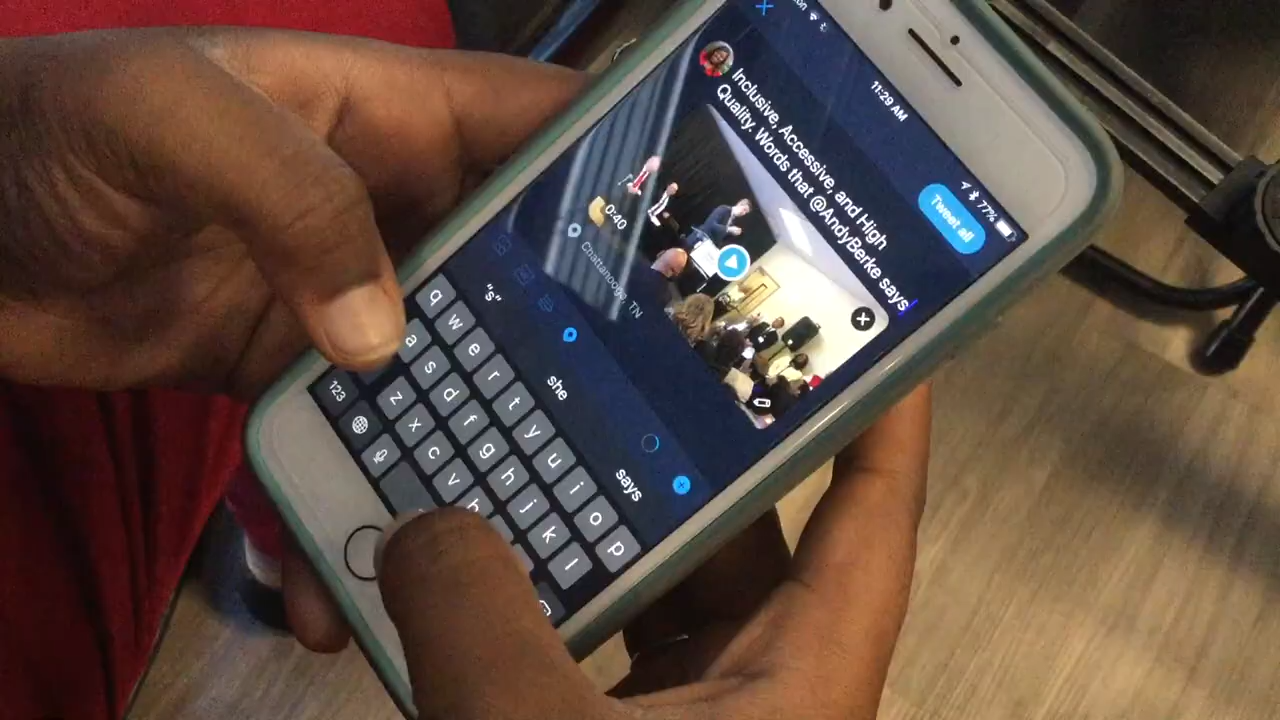 11:29 AM
77%
Tweet all
Inclusive, Accessive, and High
Quality. Words that @AndyBerke says
0:40
Chattanooga, TN
"s" she says
q w e r t y u i o p
a s d f g h j k l
z x c v b
123